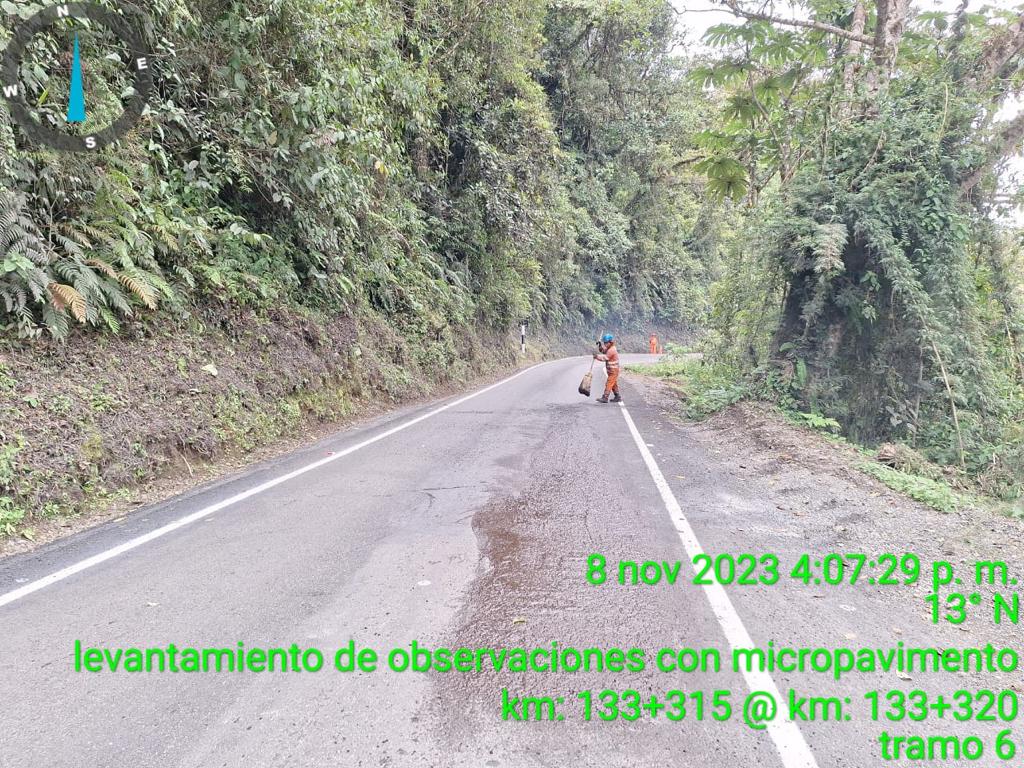 N
E
W
S
8 nov 2023 4:07:29 p. m.
13° N
levantamiento de observaciones con micropavimento
km: 133+315 @ km: 133+320
tramo 6